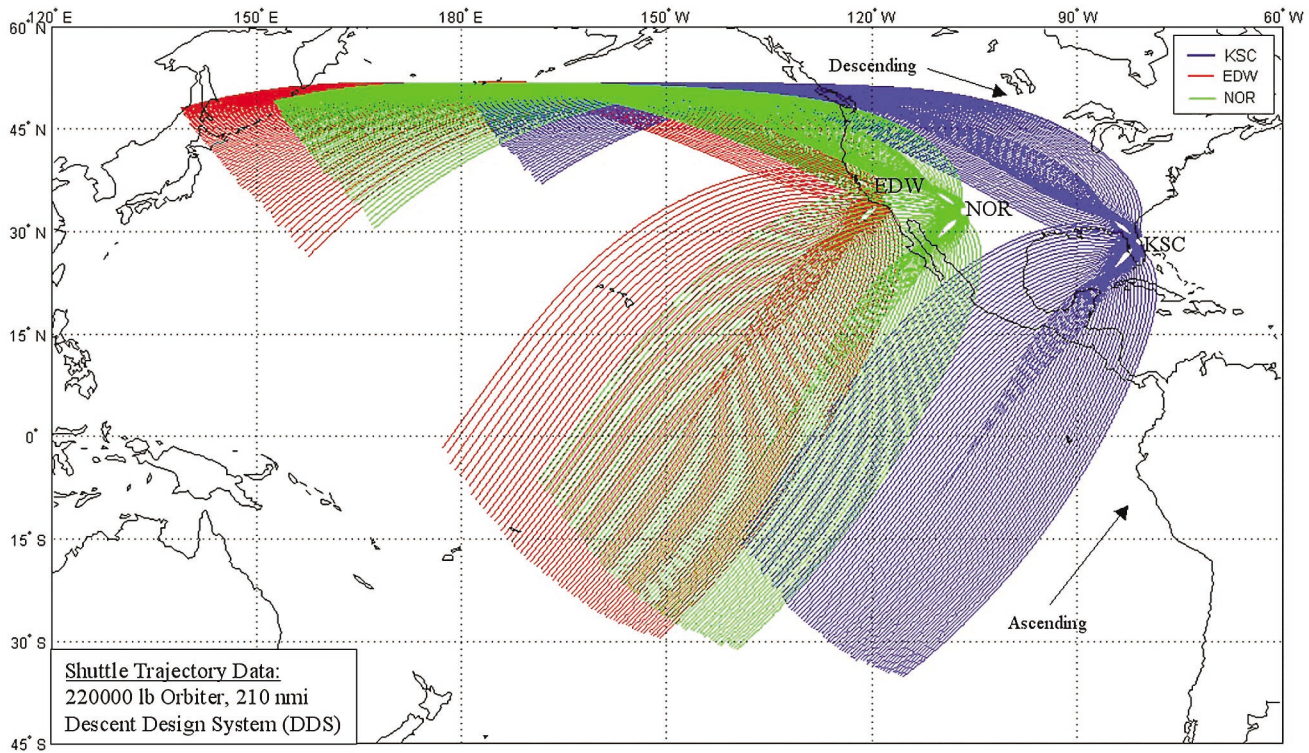 120° E
150° E
180° E
150° W
120° W
90° W
60° W
60° N
45° N
30° N
15° N
0°
15° S
30° S
45° S
KSC
EDW
NOR
Descending
EDW
NOR
KSC
Ascending
Shuttle Trajectory Data:
220000 lb Orbiter, 210 nmi
Descent Design System (DDS)